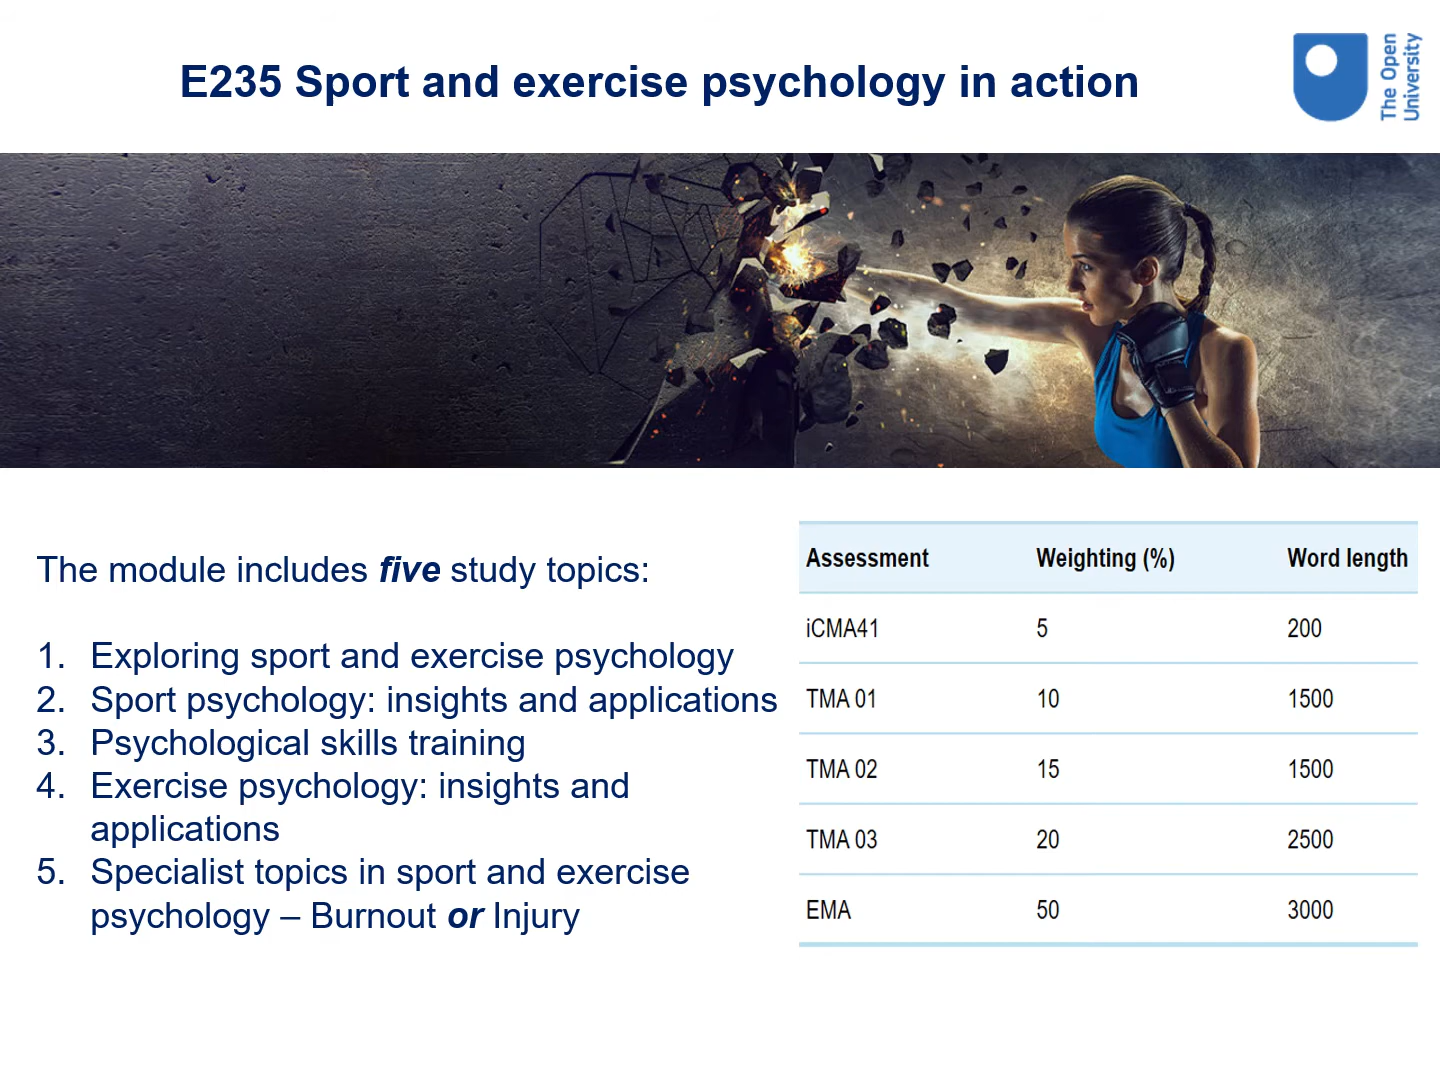 E235 Sport and exercise psychology in action
The Open
University
The module includes five study topics:
1. Exploring sport and exercise psychology
2. Sport psychology: insights and applications
3. Psychological skills training
4. Exercise psychology: insights and
applications
5. Specialist topics in sport and exercise
psychology – Burnout or Injury
Assessment Weighting (%) Word length
iCMA41 5 200
TMA 01 10 1500
TMA 02 15 1500
TMA 03 20 2500
EMA 50 3000